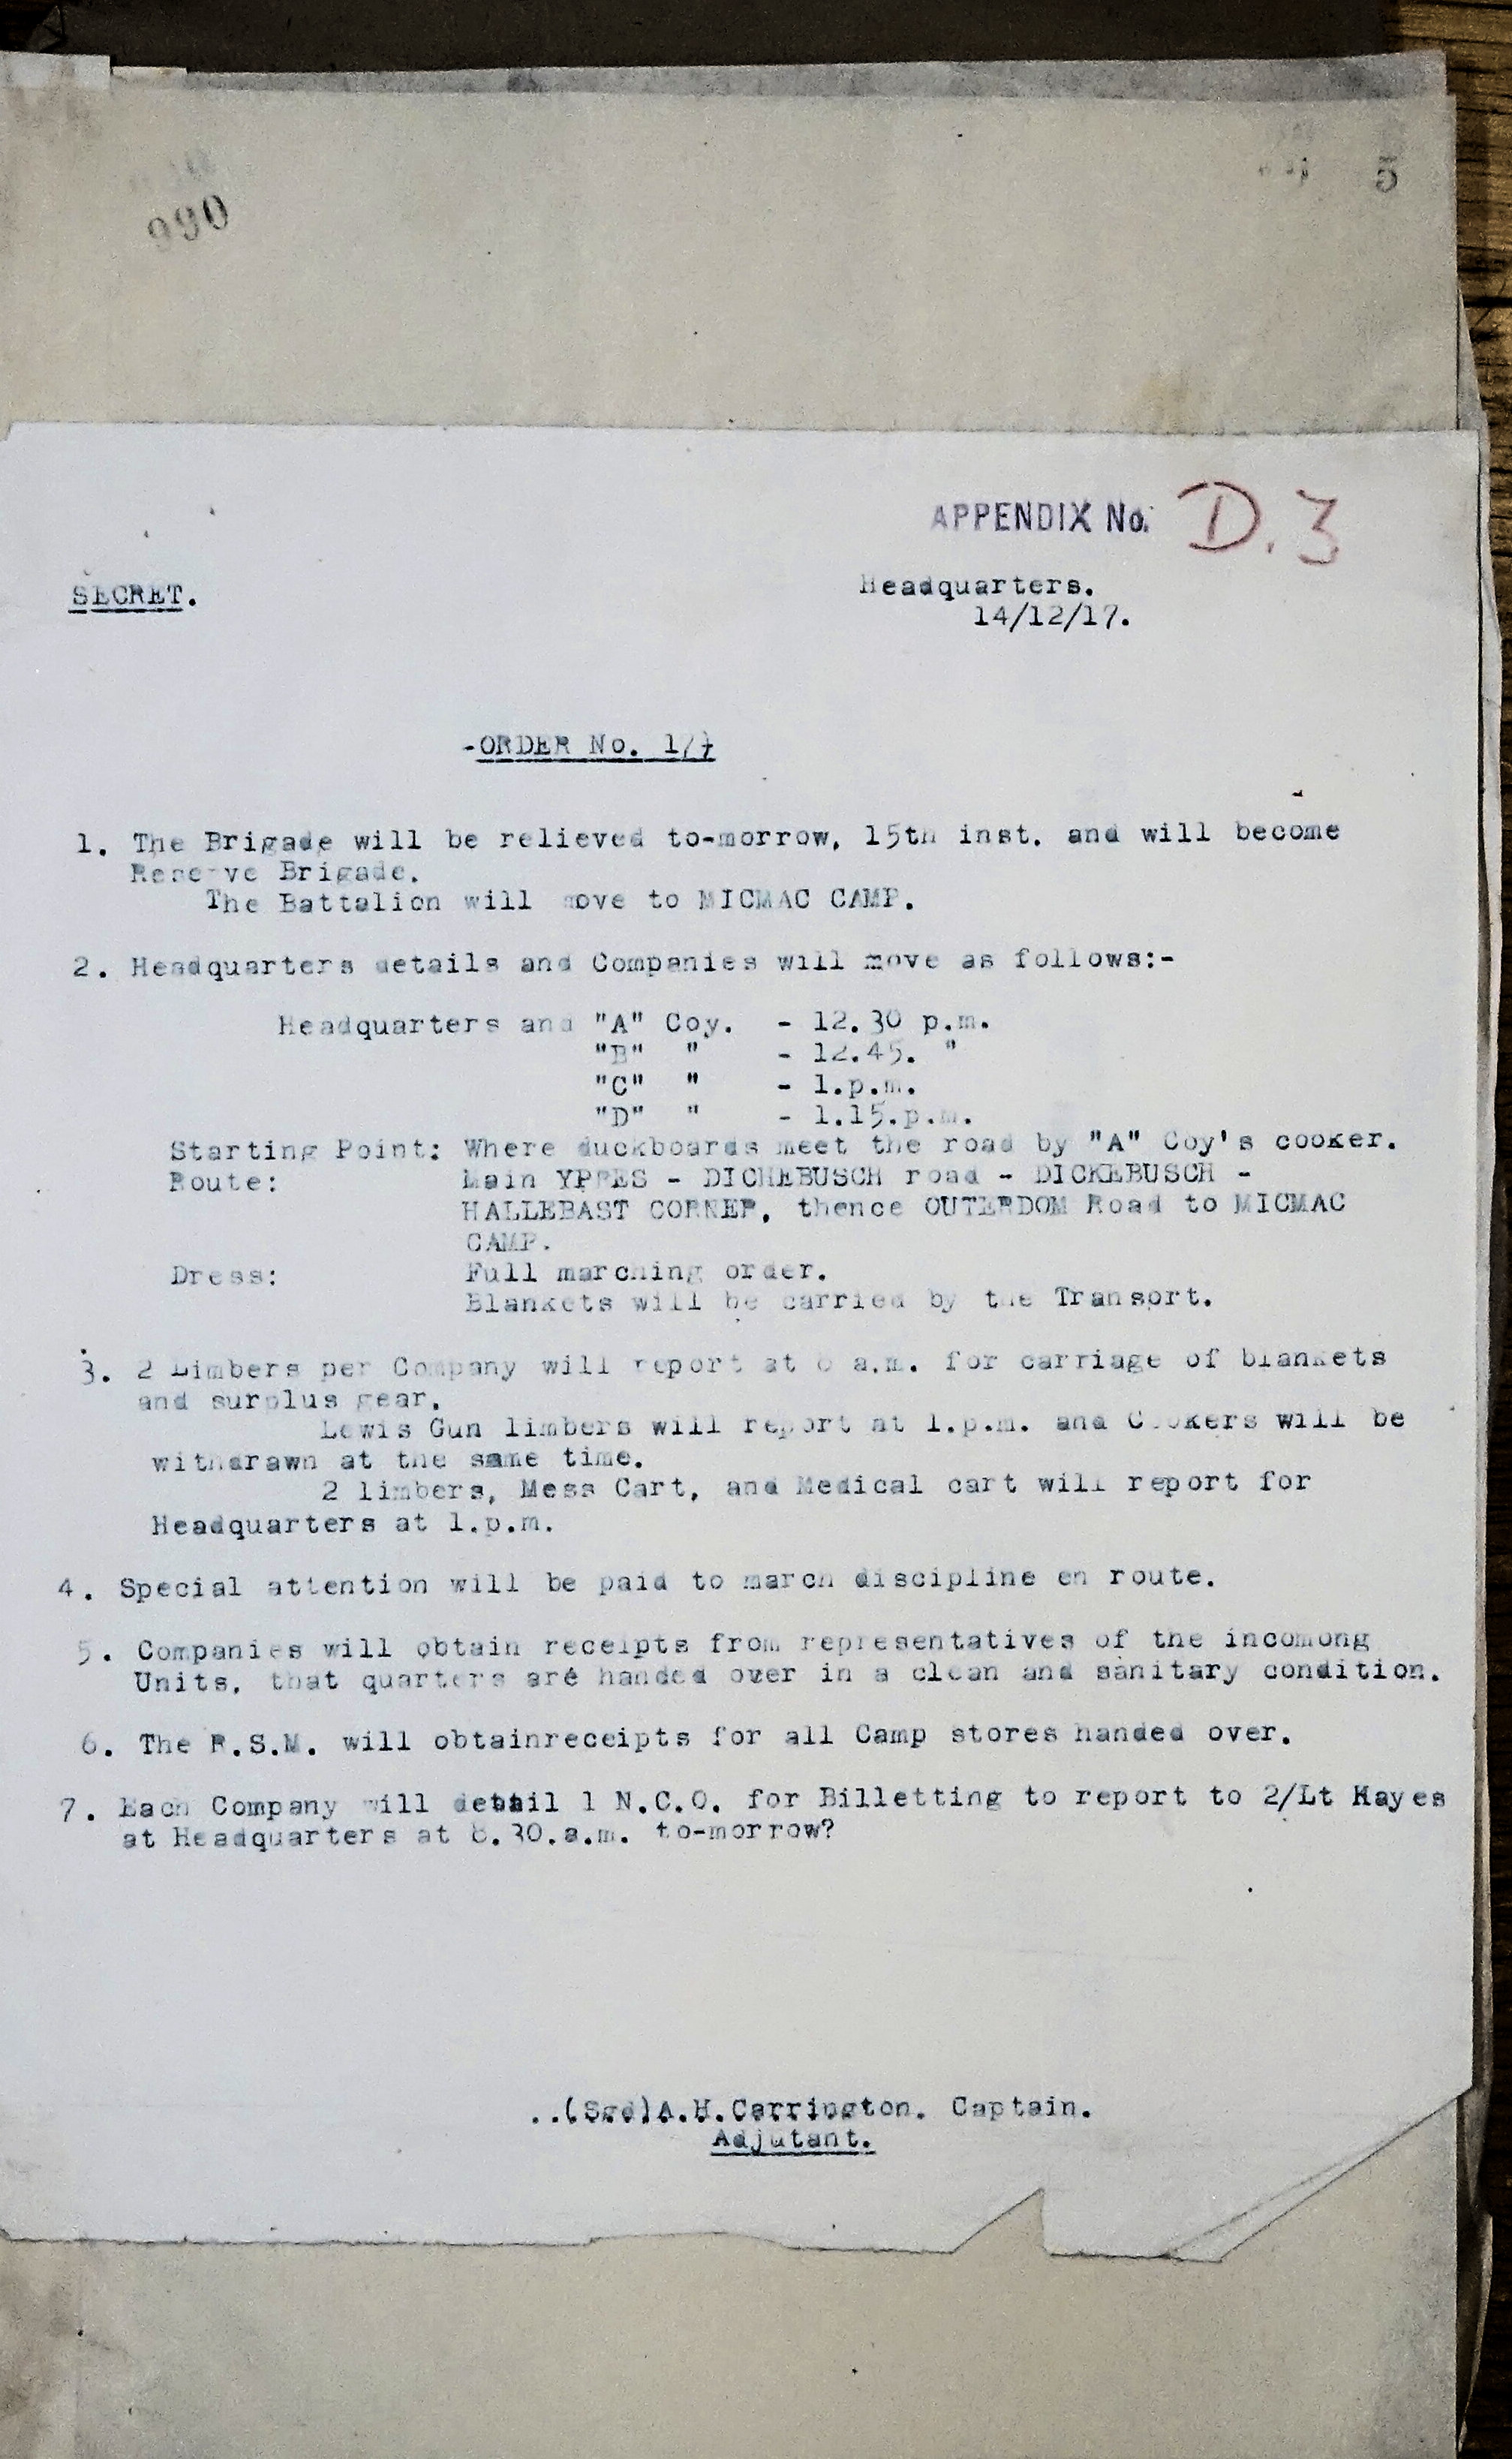 990
5
APPENDIX No. D.3
SECRET.
Headquarters.
14/12/17.
-ORDER No.
1. The Brigade will be relieved to-morrow, 15th inst. and will become
Reserve Brigade.
The Battalion will move to MICMAC CAMP.
2. Headquarters details and Companies will move as follows:-
Headquarters and "A" Coy. - 12.30 p.m.
"B" " - 12.45. "
"C" " - 1.p.m.
"D" " - 1.15.p.m.
Starting Point: Where duckboards meet the road by "A" Coy's cooker.
Route: Main YPRES - DICHEBUSCH road - DICKEBUSCH -
HALLEBAST CORNER, thence OUTERDOM Road to MICMAC
CAMP.
Dress: Full marching order.
Blankets will be carried by the Transort.
3. 2 Limbers per Company will report at a.m. for carriage of blankets
and surplus gear.
Lewis Gun limbers will report at 1.p.m. and Cookers will be
withdrawn at the same time.
2 limbers, Mess Cart, and Medical cart will report for
Headquarters at 1.p.m.
4. Special attention will be paid to march discipline en route.
5. Companies will obtain receipts from representatives of the incomong
Units, that quarters are handed over in a clean and sanitary condition.
6. The R.S.M. will obtainreceipts for all Camp stores handed over.
7. Each Company will detail 1 N.C.O. for Billetting to report to 2/Lt Hayes
at Headquarters at 8.30.a.m. to-morrow?
..(Sgd)A.H.Carrington. Captain.
Adjutant.